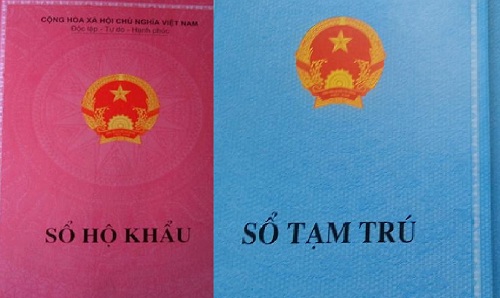 CỘNG HÒA XÃ HỘI CHỦ NGHĨA VIỆT NAM
Độc lập - Tự do - Hạnh phúc
SỔ HỘ KHẨU
SỔ TẠM TRÚ